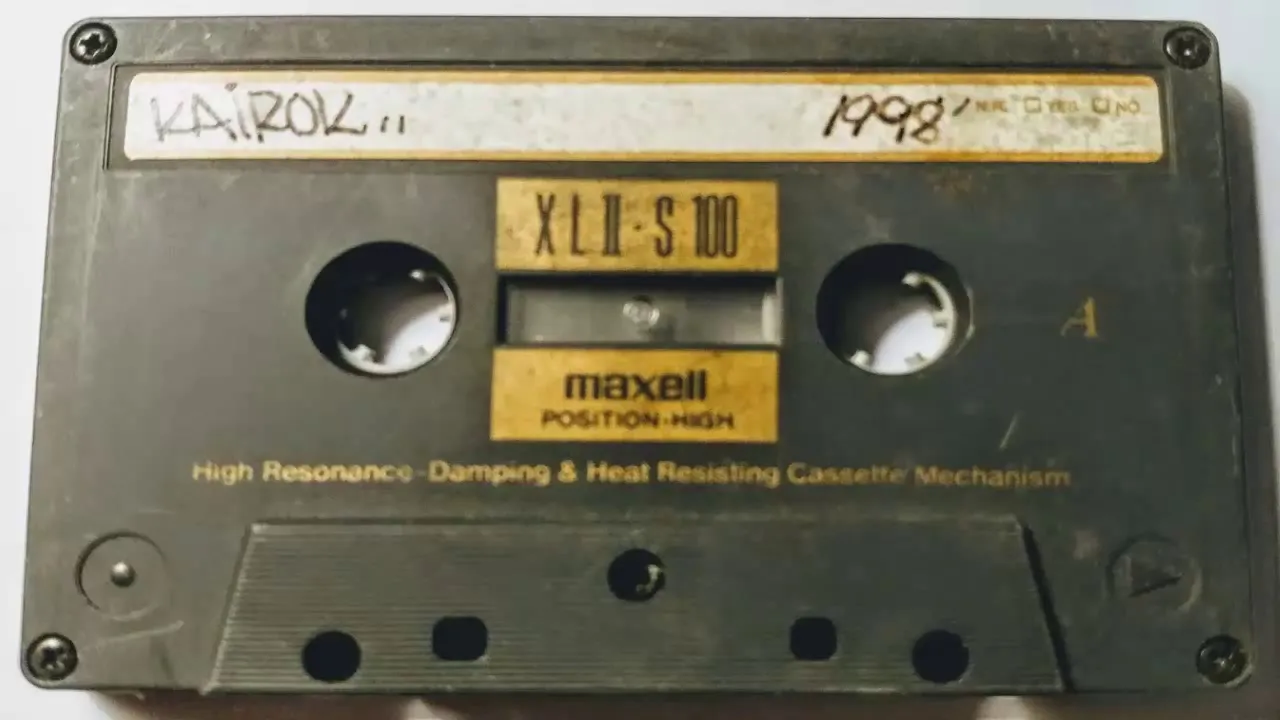 KAiROK,, 1998' N.R. YES NO
XLII·S 100
maxell
POSITION·HIGH
A
High Resonance-Damping & Heat Resisting Cassette Mechanism